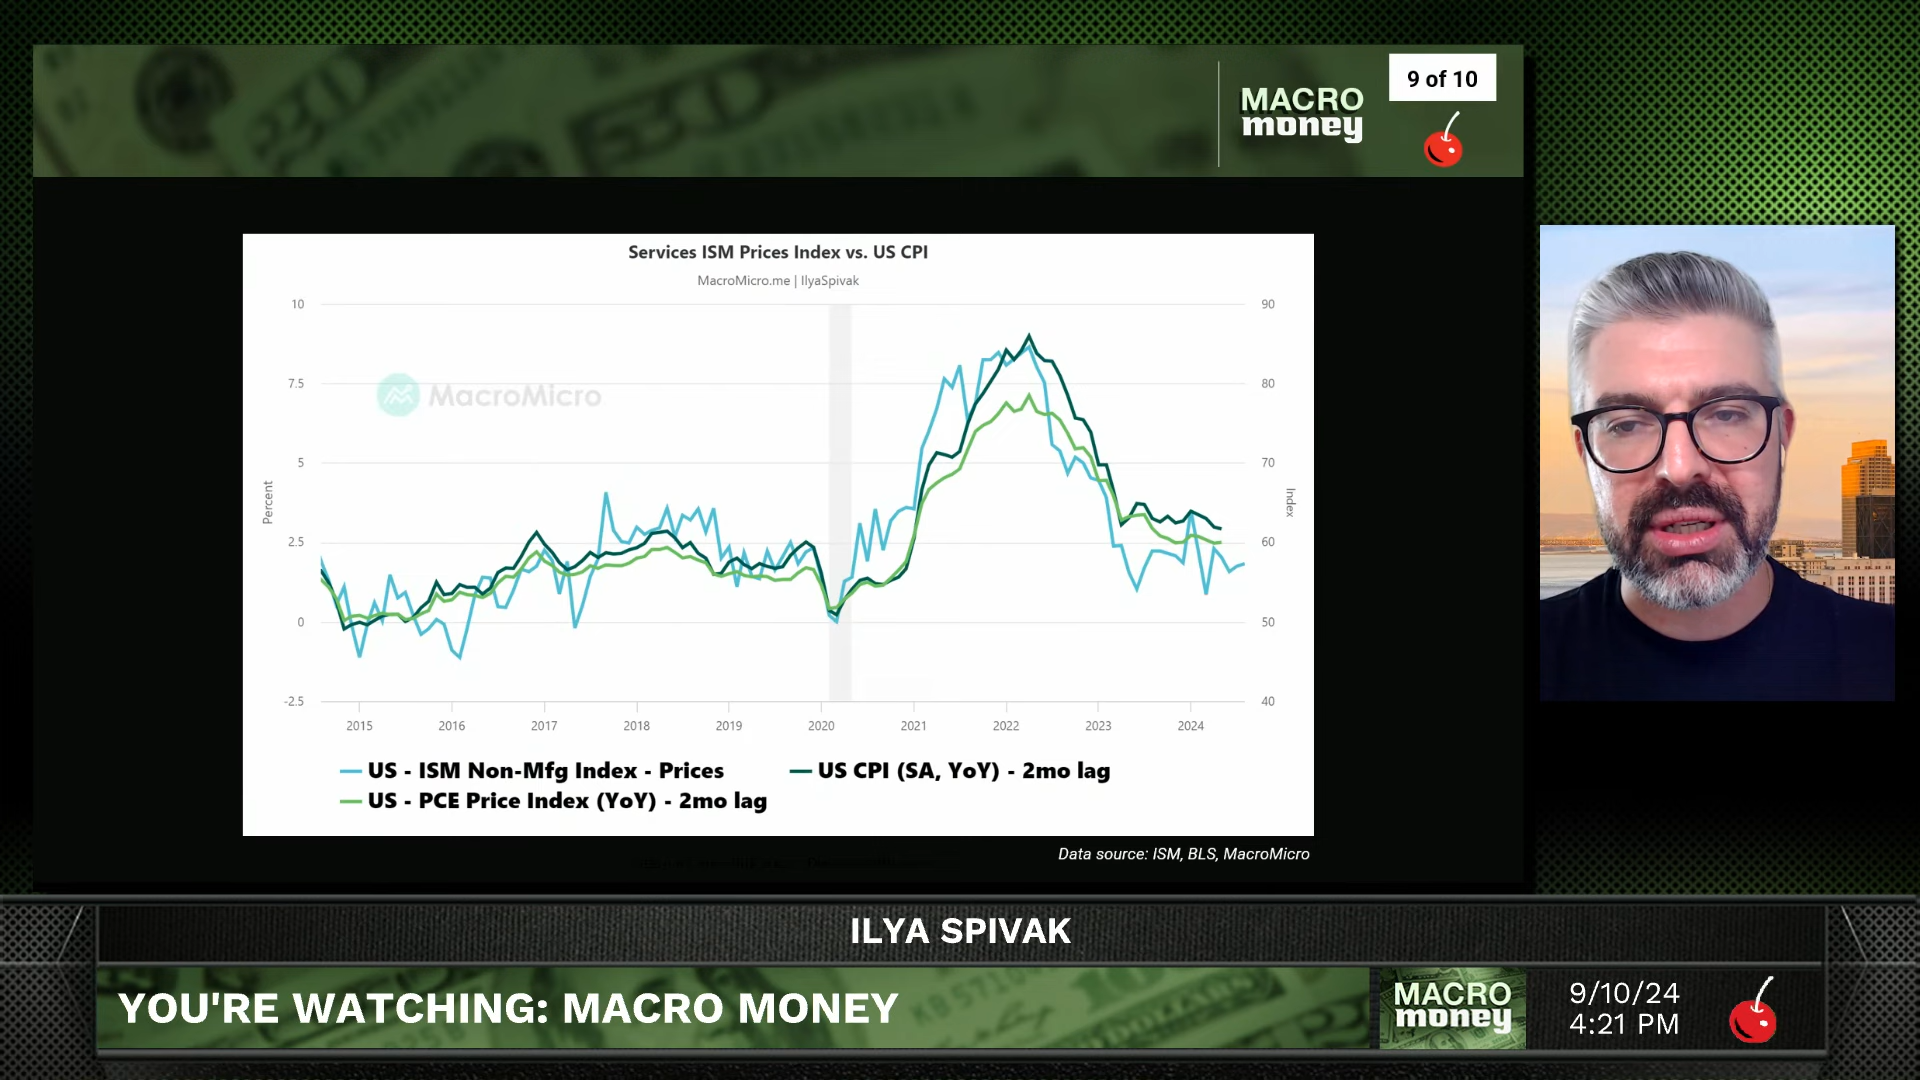 MACRO
money
9 of 10
Services ISM Prices Index vs. US CPI
MacroMicro.me | IlyaSpivak
10
90
7.5
80
MacroMicro
5
70
Percent
Index
2.5
60
0
50
-2.5
40
2015 2016 2017 2018 2019 2020 2021 2022 2023 2024
US - ISM Non-Mfg Index - Prices
US CPI (SA, YoY) - 2mo lag
US - PCE Price Index (YoY) - 2mo lag
Data source: ISM, BLS, MacroMicro
ILYA SPIVAK
YOU'RE WATCHING: MACRO MONEY
MACRO
money
9/10/24
4:21 PM